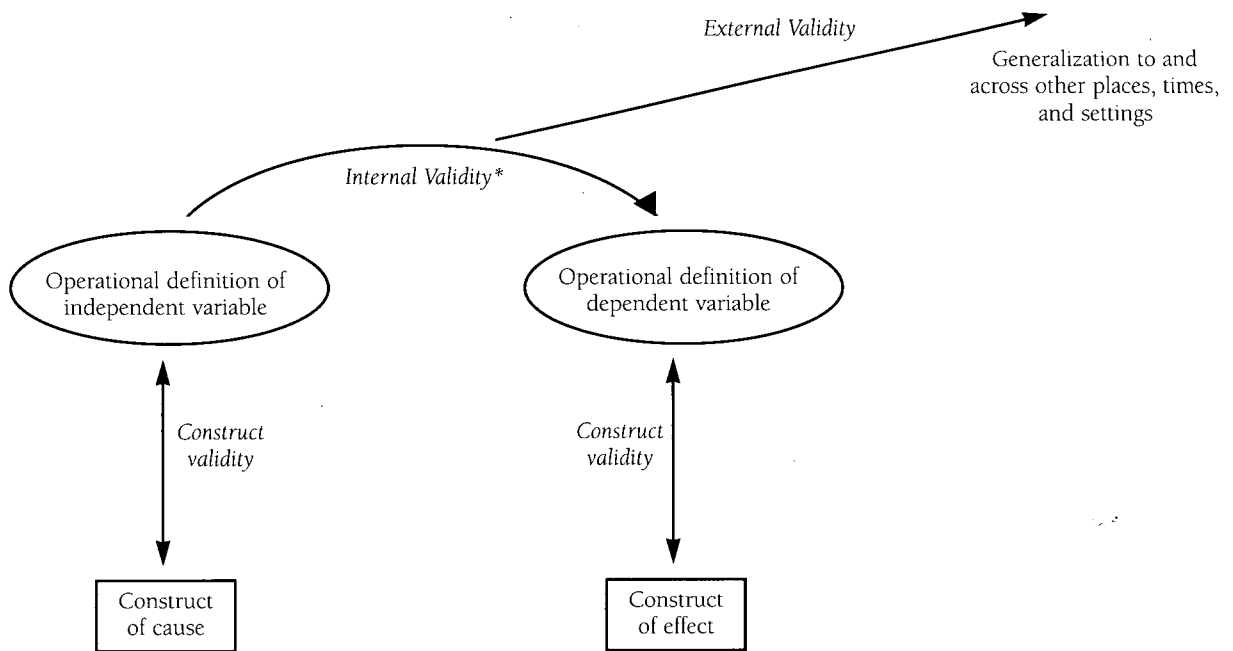 External Validity
Generalization to and
across other places, times,
and settings
Internal Validity*
Operational definition of
independent variable
Operational definition of
dependent variable
Construct
validity
Construct
validity
Construct
of cause
Construct
of effect